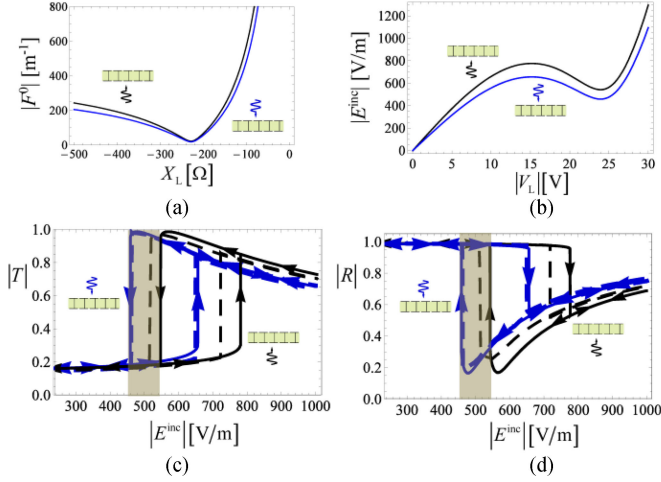 |F⁰| [m⁻¹]
800
600
400
200
0
−500 −400 −300 −200 −100 0
X_L [Ω]
(a)
|E^inc| [V/m]
1200
1000
800
600
400
200
0
0 5 10 15 20 25 30
|V_L| [V]
(b)
|T|
1.0
0.8
0.6
0.4
0.2
0.0
300 400 500 600 700 800 900 1000
|E^inc| [V/m]
(c)
|R|
1.0
0.8
0.6
0.4
0.2
0.0
300 400 500 600 700 800 900 1000
|E^inc| [V/m]
(d)